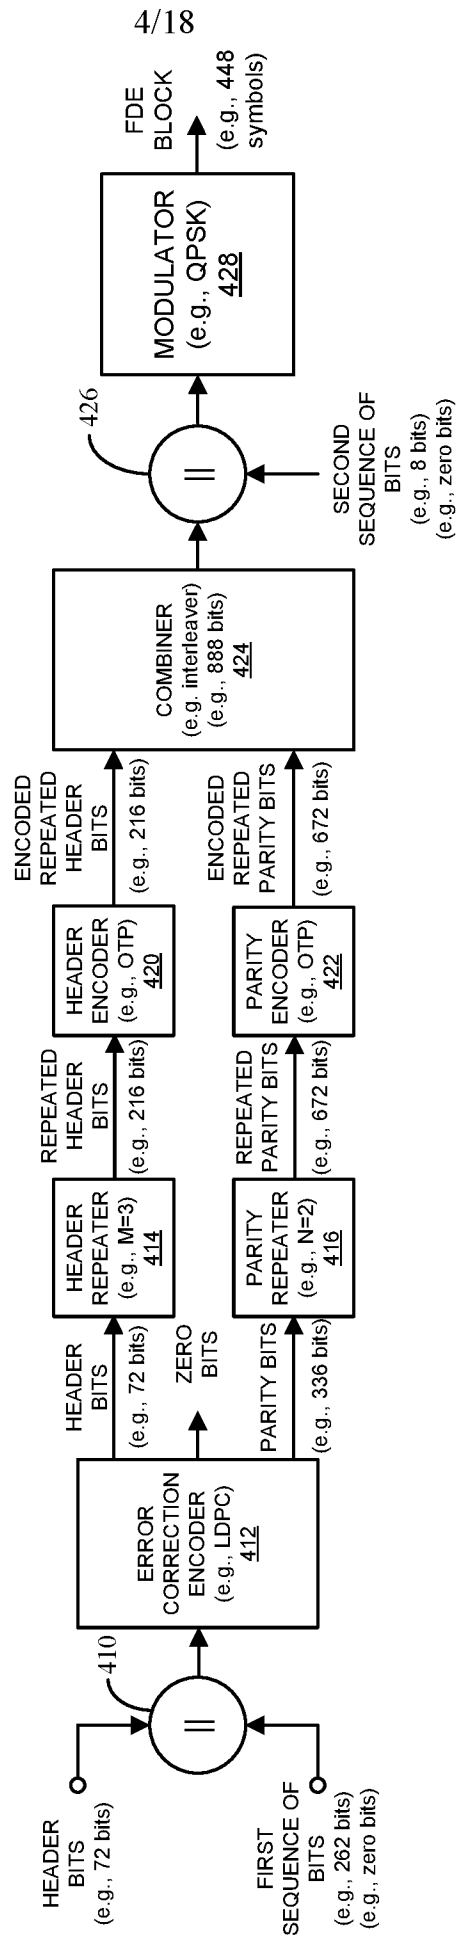 4/18
HEADER
BITS
(e.g., 72 bits)
FIRST
SEQUENCE OF
BITS
(e.g., 262 bits)
(e.g., zero bits)
||
410
ERROR
CORRECTION
ENCODER
(e.g., LDPC)
412
HEADER
BITS
(e.g., 72 bits)
ZERO
BITS
PARITY BITS
(e.g., 336 bits)
HEADER
REPEATER
(e.g., M=3)
414
PARITY
REPEATER
(e.g., N=2)
416
REPEATED
HEADER
BITS
(e.g., 216 bits)
REPEATED
PARITY BITS
(e.g., 672 bits)
HEADER
ENCODER
(e.g., OTP)
420
PARITY
ENCODER
(e.g., OTP)
422
ENCODED
REPEATED
HEADER
BITS
(e.g., 216 bits)
ENCODED
REPEATED
PARITY BITS
(e.g., 672 bits)
COMBINER
(e.g. interleaver)
(e.g., 888 bits)
424
||
426
SECOND
SEQUENCE OF
BITS
(e.g., 8 bits)
(e.g., zero bits)
MODULATOR
(e.g., QPSK)
428
FDE
BLOCK
(e.g., 448
symbols)